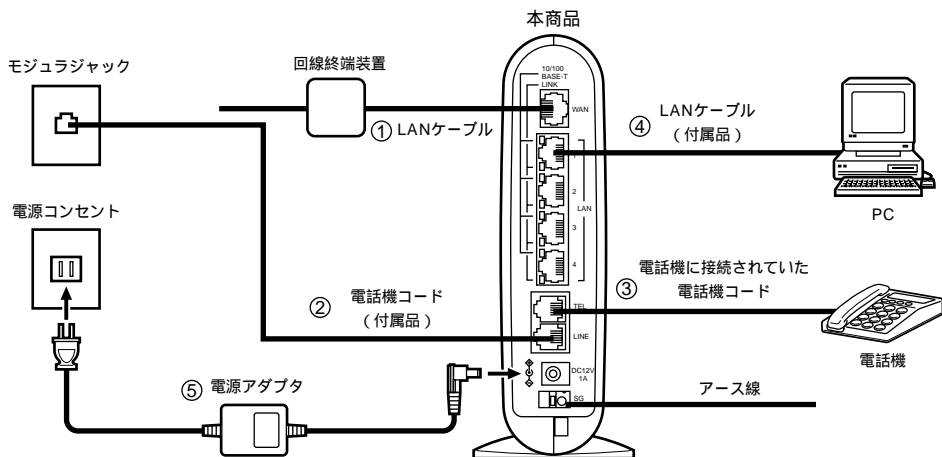 本商品
モジュラジャック
回線終端装置
10/100
BASE-T
LINK
WAN
① LANケーブル
④ LANケーブル
（付属品）
1
2
LAN
3
4
PC
電源コンセント
② 電話機コード
（付属品）
③ 電話機に接続されていた
電話機コード
TEL
LINE
電話機
⑤ 電源アダプタ
DC12V
1A
SG
アース線